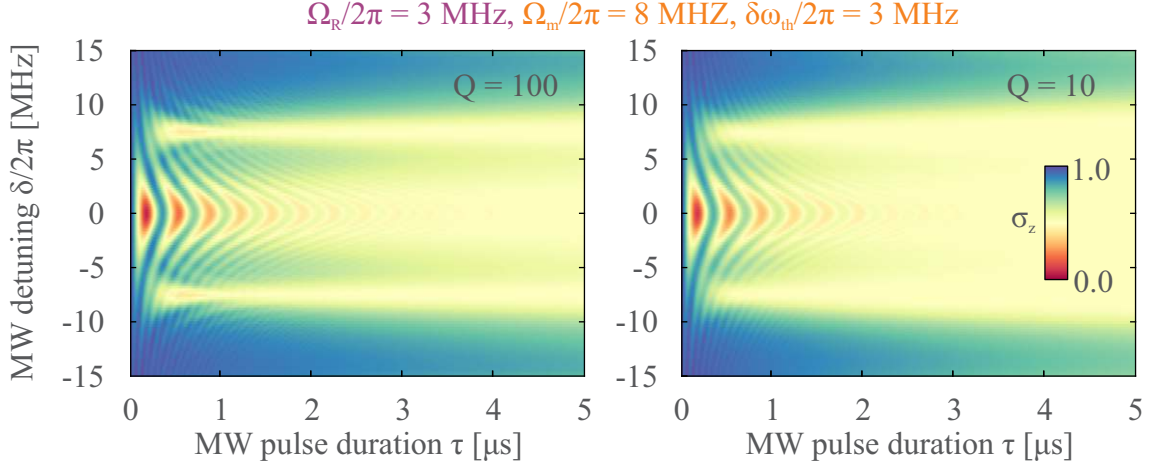 Ω_R/2π = 3 MHz, Ω_m/2π = 8 MHZ, δω_th/2π = 3 MHz
MW detuning δ/2π [MHz]
15
10
5
0
-5
-10
-15
Q = 100
0 1 2 3 4 5
MW pulse duration τ [μs]
15
10
5
0
-5
-10
-15
Q = 10
σ_z
1.0
0.0
0 1 2 3 4 5
MW pulse duration τ [μs]